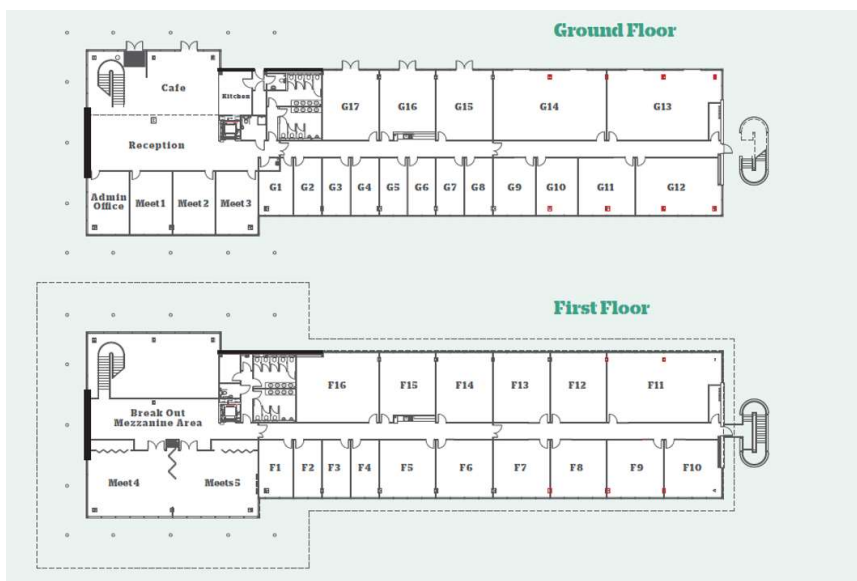 Ground Floor
Cafe
Kitchen
Reception
G17
G16
G15
G14
G13
Admin
Office
Meet 1
Meet 2
Meet 3
G1
G2
G3
G4
G5
G6
G7
G8
G9
G10
G11
G12
First Floor
F16
F15
F14
F13
F12
F11
Break Out
Mezzanine Area
Meet 4
Meets 5
F1
F2
F3
F4
F5
F6
F7
F8
F9
F10